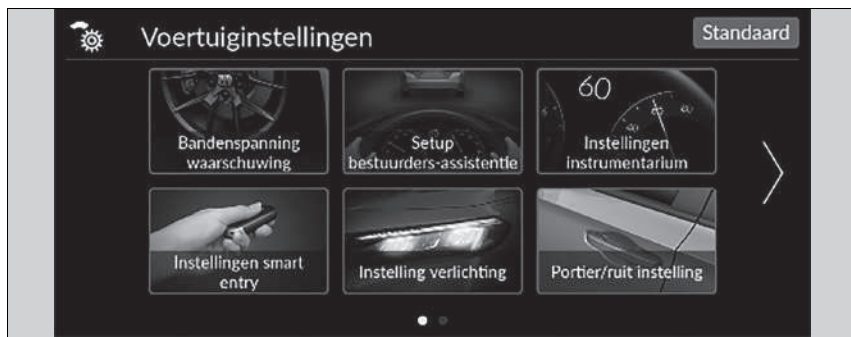 Voertuiginstellingen
Standaard
Bandenspanning
waarschuwing
Setup
bestuurders-assistentie
60
Instellingen
instrumentarium
Instellingen smart
entry
Instelling verlichting
Portier/ruit instelling